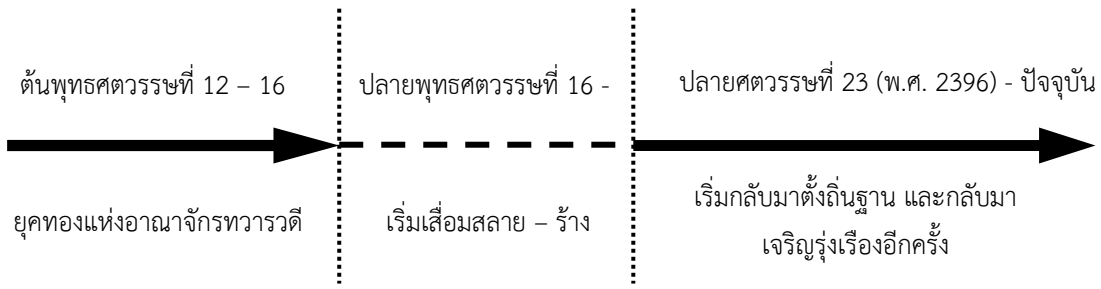 ต้นพุทธศตวรรษที่ 12 – 16
ปลายพุทธศตวรรษที่ 16 -
ปลายศตวรรษที่ 23 (พ.ศ. 2396) - ปัจจุบัน
ยุคทองแห่งอาณาจักรทวารวดี
เริ่มเสื่อมสลาย – ร้าง
เริ่มกลับมาตั้งถิ่นฐาน และกลับมา
เจริญรุ่งเรืองอีกครั้ง